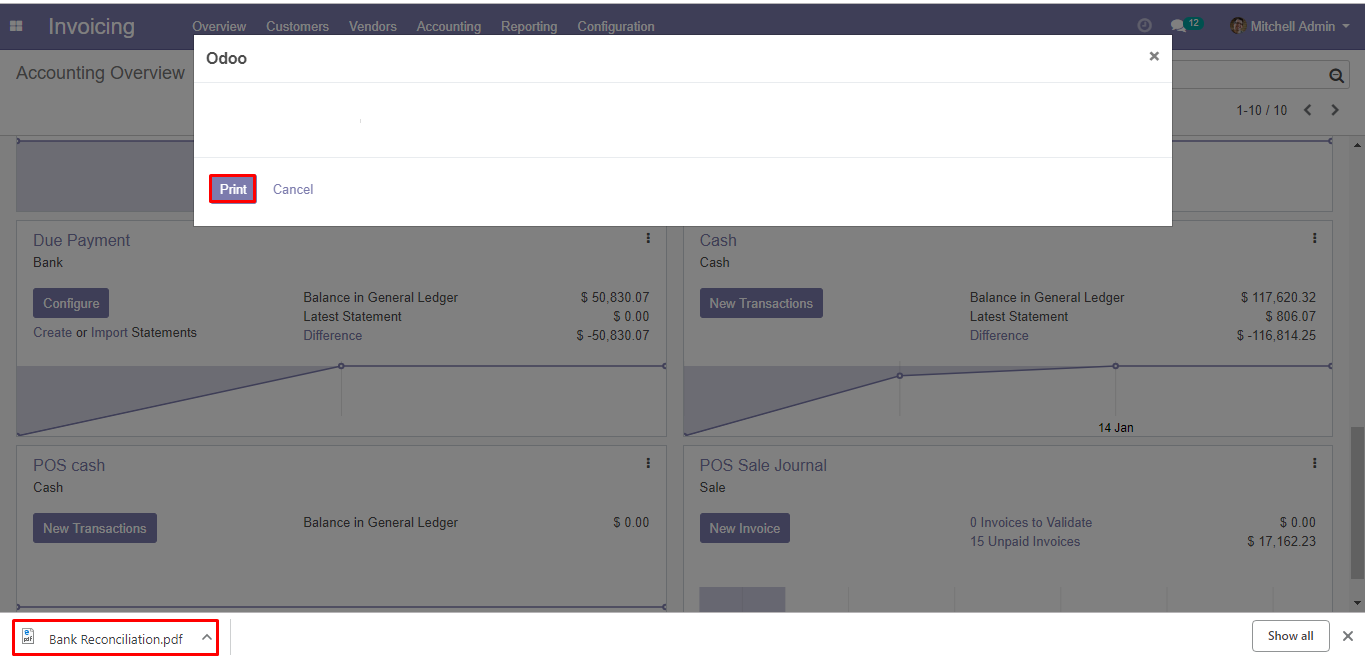 Invoicing Overview Customers Vendors Accounting Reporting Configuration 12 Mitchell Admin
Odoo ×
Accounting Overview
1-10 / 10
Print Cancel
Due Payment
Bank
Configure
Create or Import Statements
Balance in General Ledger $ 50,830.07
Latest Statement $ 0.00
Difference $ -50,830.07
Cash
Cash
New Transactions
Balance in General Ledger $ 117,620.32
Latest Statement $ 806.07
Difference $ -116,814.25
14 Jan
POS cash
Cash
New Transactions
Balance in General Ledger $ 0.00
POS Sale Journal
Sale
New Invoice
0 Invoices to Validate $ 0.00
15 Unpaid Invoices $ 17,162.23
pdf Bank Reconciliation.pdf
Show all